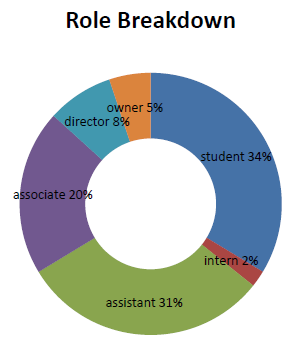 Role Breakdown
owner 5%
director 8%
student 34%
associate 20%
intern 2%
assistant 31%